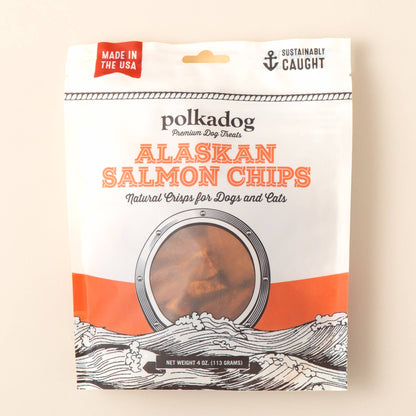 MADE IN
THE USA
SUSTAINABLY
CAUGHT
polkadog
Premium Dog Treats
ALASKAN
SALMON CHIPS
Natural Crisps for Dogs and Cats
NET WEIGHT 4 OZ. (113 GRAMS)